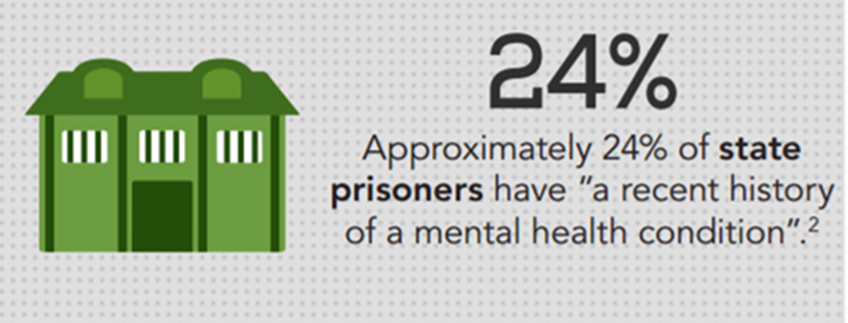 24%
Approximately 24% of state
prisoners have "a recent history
of a mental health condition".²